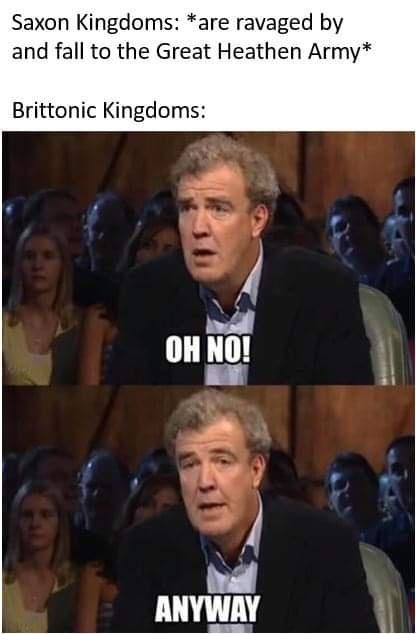 Saxon Kingdoms: *are ravaged by
and fall to the Great Heathen Army*
Brittonic Kingdoms:
OH NO!
ANYWAY